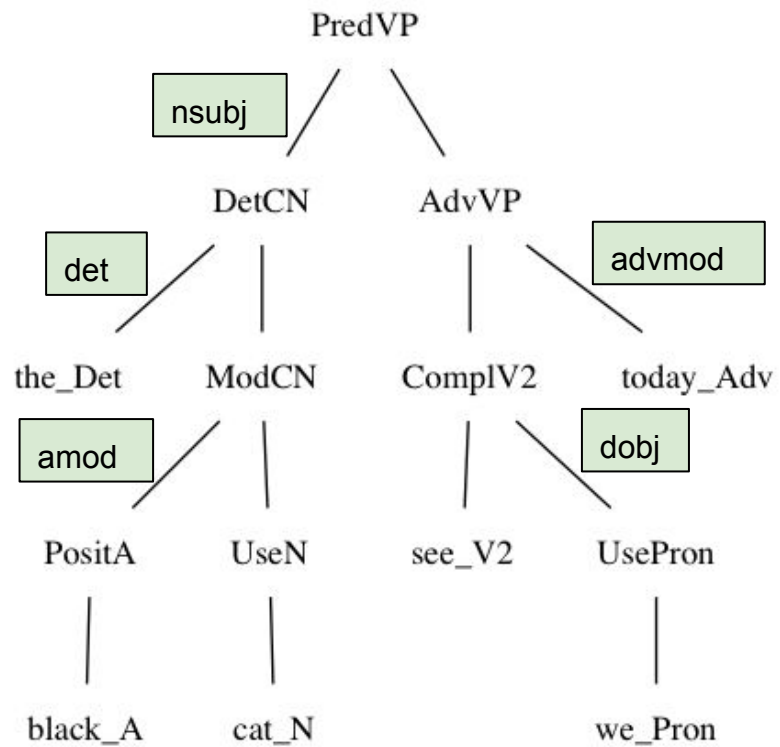 PredVP
nsubj
DetCN AdvVP
det advmod
the_Det ModCN ComplV2 today_Adv
amod dobj
PositA UseN see_V2 UsePron
black_A cat_N we_Pron